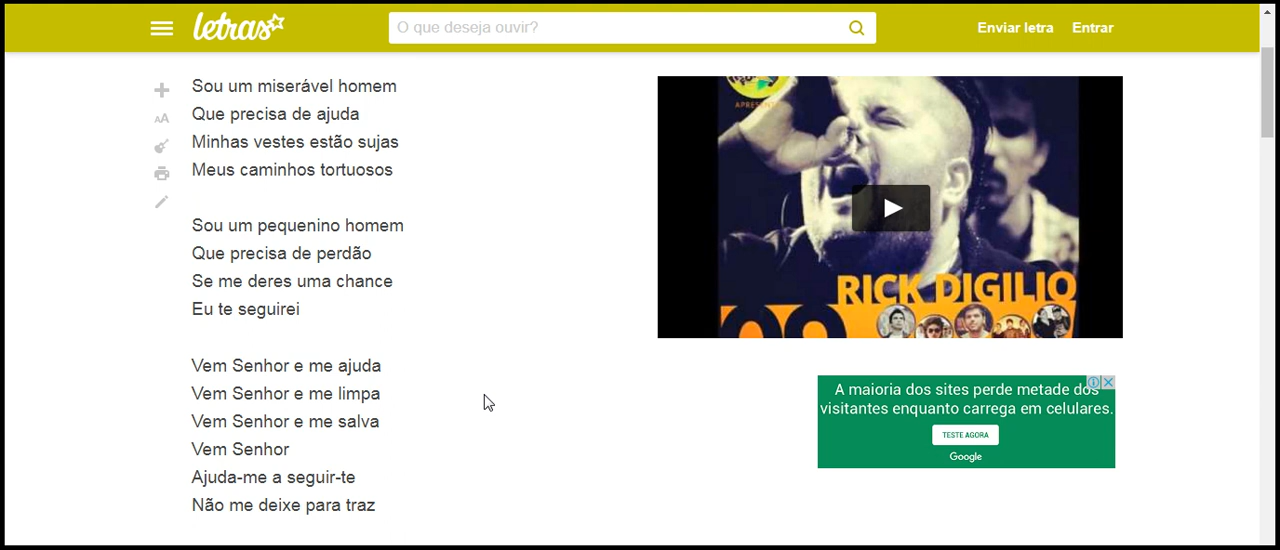 letras
O que deseja ouvir?
Enviar letra
Entrar
Sou um miserável homem
Que precisa de ajuda
Minhas vestes estão sujas
Meus caminhos tortuosos
Sou um pequenino homem
Que precisa de perdão
Se me deres uma chance
Eu te seguirei
Vem Senhor e me ajuda
Vem Senhor e me limpa
Vem Senhor e me salva
Vem Senhor
Ajuda-me a seguir-te
Não me deixe para traz
AA
RICK DIGILIO
A maioria dos sites perde metade dos
visitantes enquanto carrega em celulares.
TESTE AGORA
Google